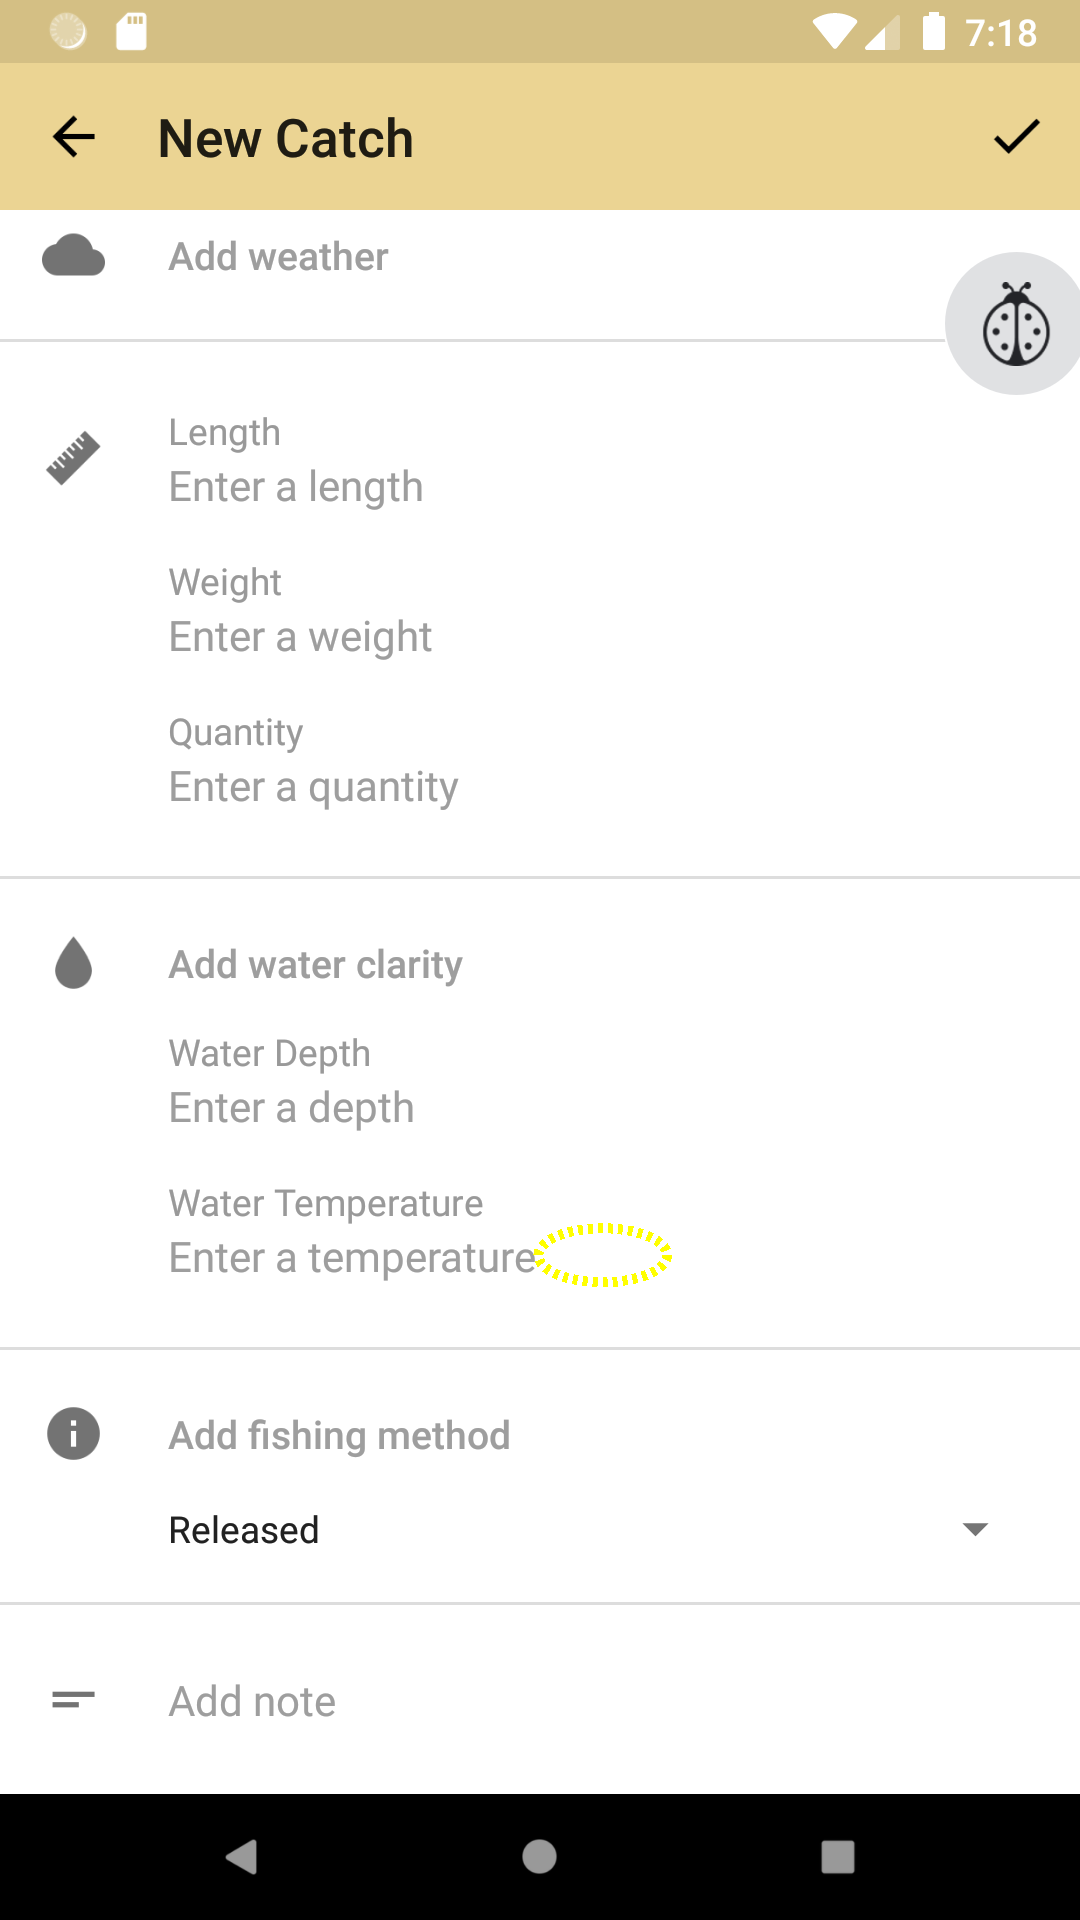 7:18
New Catch
Add weather
Length
Enter a length
Weight
Enter a weight
Quantity
Enter a quantity
Add water clarity
Water Depth
Enter a depth
Water Temperature
Enter a temperature
Add fishing method
Released
Add note